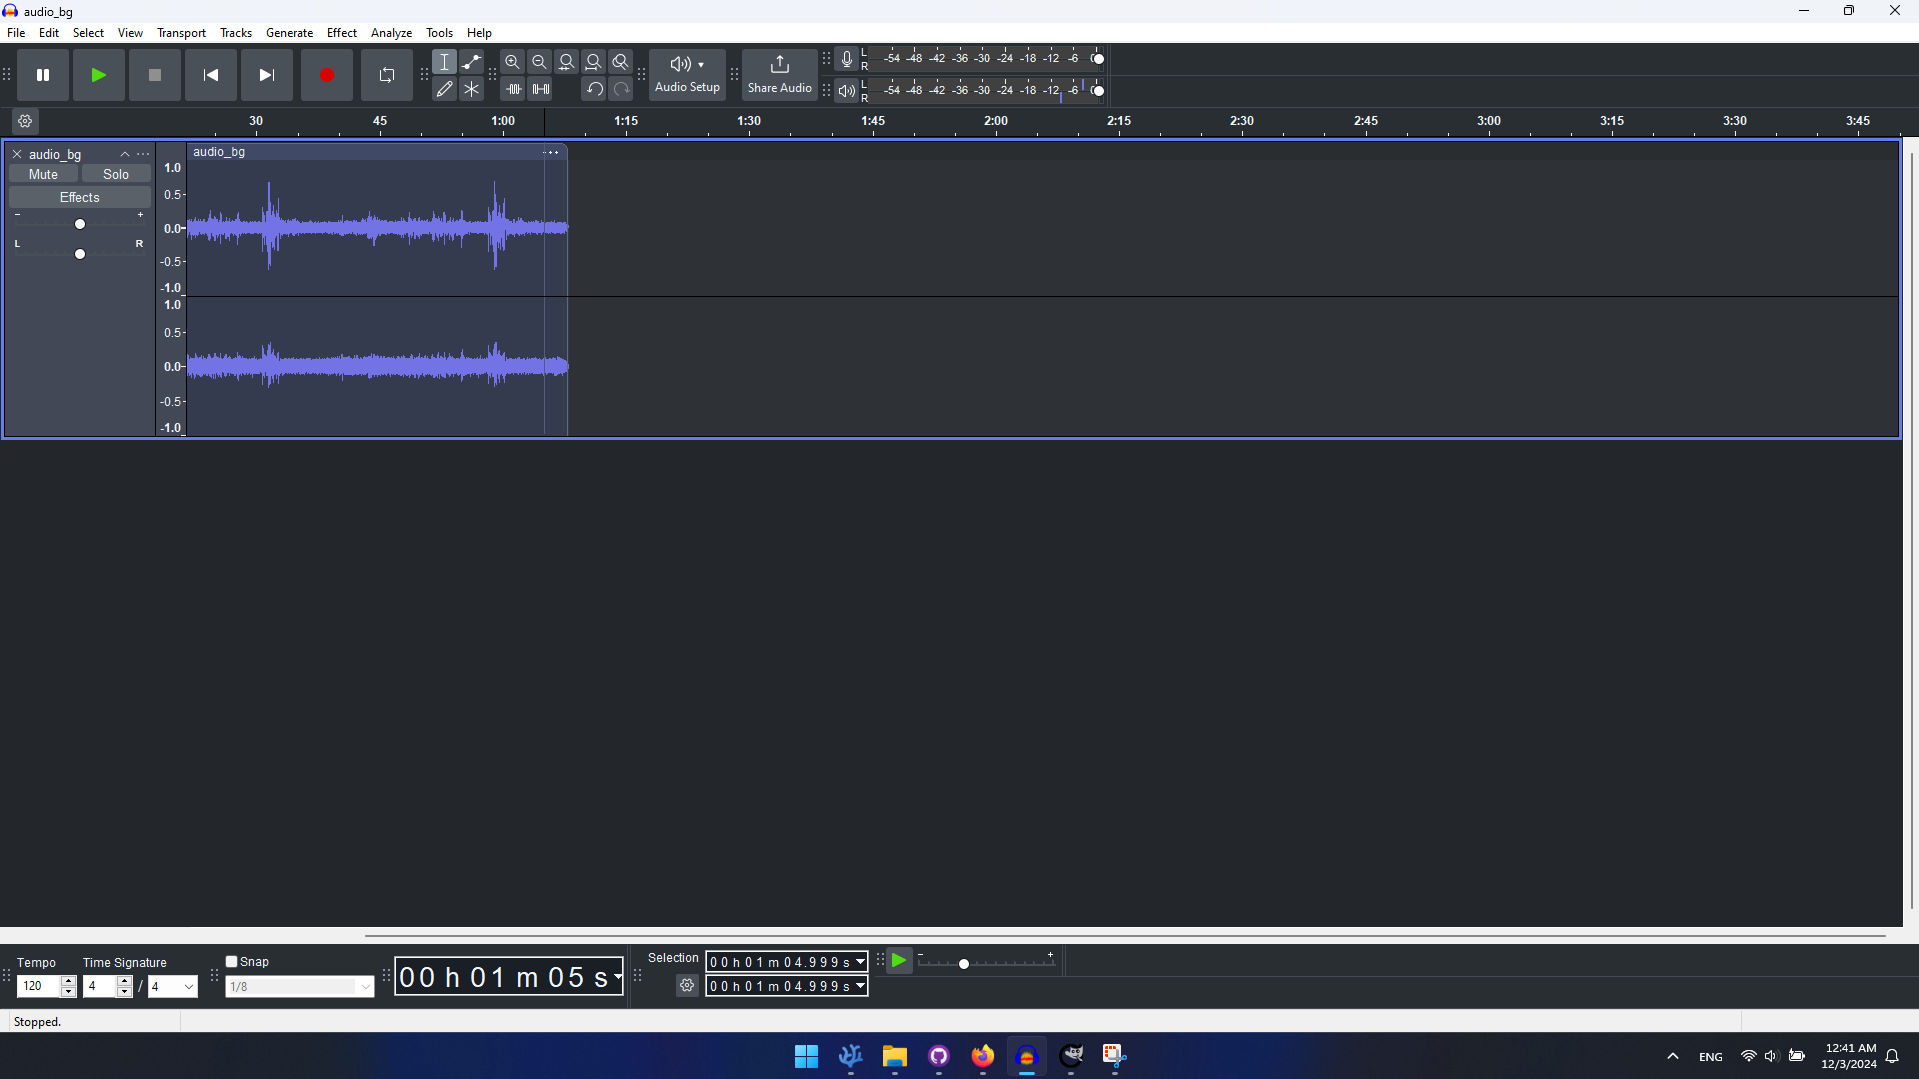 audio_bg
File Edit Select View Transport Tracks Generate Effect Analyze Tools Help
Audio Setup
Share Audio
L
R
-54 -48 -42 -36 -30 -24 -18 -12 -6 0
L
R
-54 -48 -42 -36 -30 -24 -18 -12 -6 0
30 45 1:00 1:15 1:30 1:45 2:00 2:15 2:30 2:45 3:00 3:15 3:30 3:45
audio_bg
Mute Solo
Effects
- +
L R
1.0
0.5
0.0
-0.5
-1.0
1.0
0.5
0.0
-0.5
-1.0
audio_bg
Tempo
120
Time Signature
4 / 4
Snap
1/8
00 h 01 m 05 s
Selection
00 h 01 m 04.999 s
00 h 01 m 04.999 s
- +
Stopped.
ENG
12:41 AM
12/3/2024